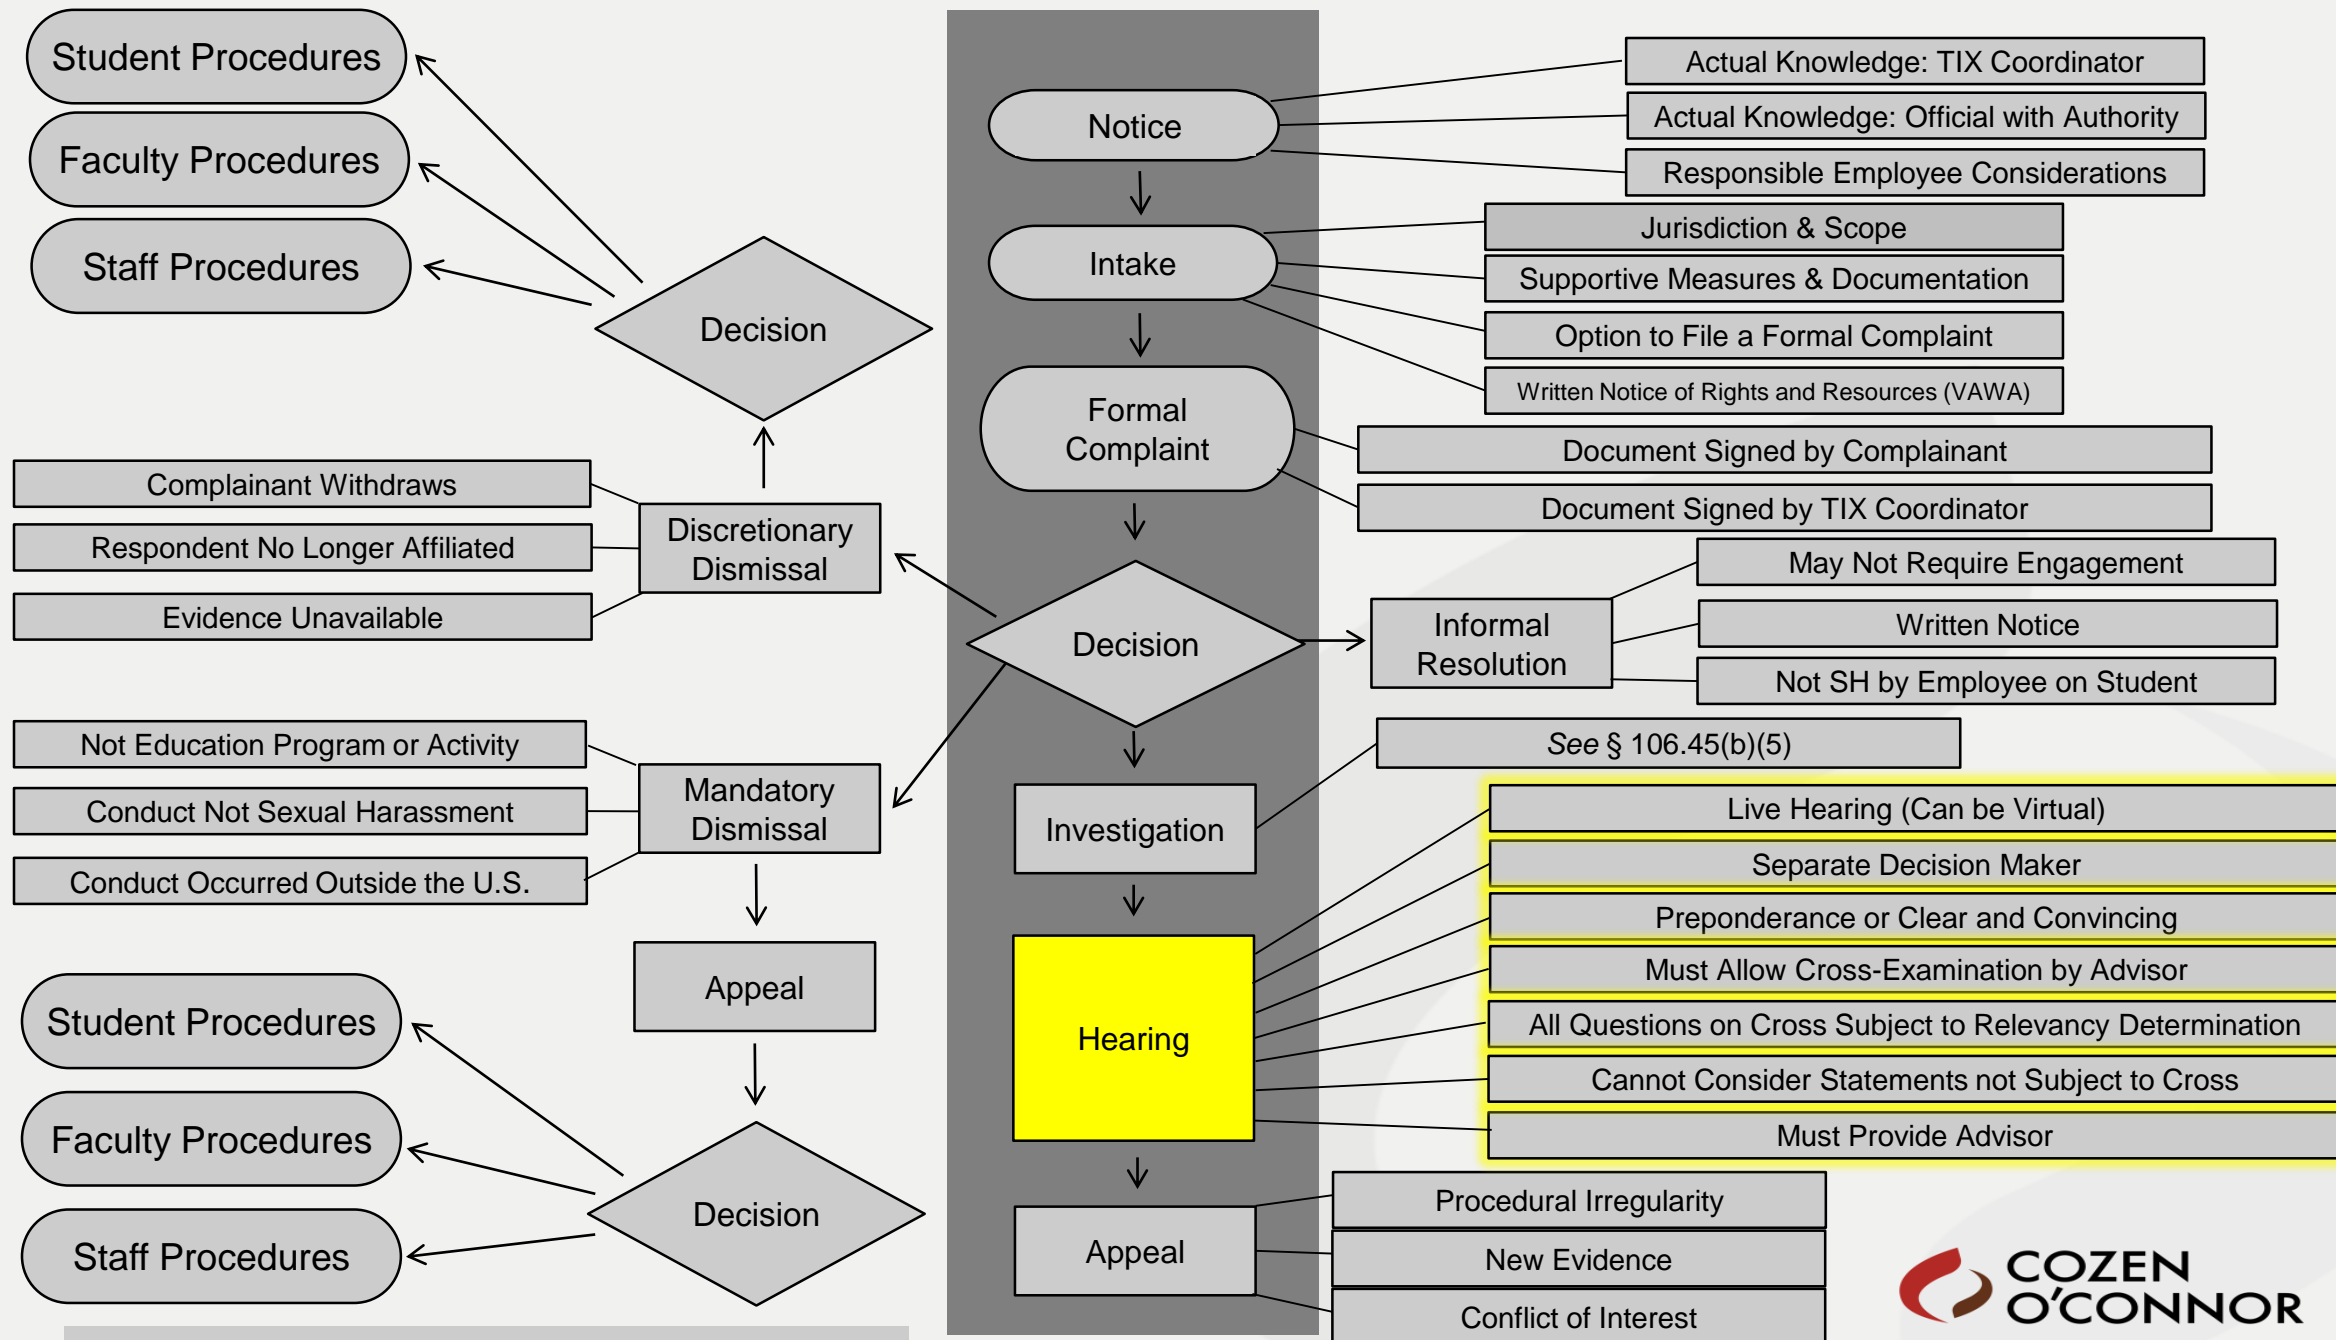 Student Procedures
Faculty Procedures
Staff Procedures
Decision
Complainant Withdraws
Respondent No Longer Affiliated
Evidence Unavailable
Discretionary
Dismissal
Not Education Program or Activity
Conduct Not Sexual Harassment
Conduct Occurred Outside the U.S.
Mandatory
Dismissal
Appeal
Student Procedures
Faculty Procedures
Staff Procedures
Decision
Notice
Actual Knowledge: TIX Coordinator
Actual Knowledge: Official with Authority
Responsible Employee Considerations
Intake
Jurisdiction & Scope
Supportive Measures & Documentation
Option to File a Formal Complaint
Written Notice of Rights and Resources (VAWA)
Formal
Complaint
Document Signed by Complainant
Document Signed by TIX Coordinator
Decision
Informal
Resolution
May Not Require Engagement
Written Notice
Not SH by Employee on Student
Investigation
See § 106.45(b)(5)
Hearing
Live Hearing (Can be Virtual)
Separate Decision Maker
Preponderance or Clear and Convincing
Must Allow Cross-Examination by Advisor
All Questions on Cross Subject to Relevancy Determination
Cannot Consider Statements not Subject to Cross
Must Provide Advisor
Appeal
Procedural Irregularity
New Evidence
Conflict of Interest
COZEN
O'CONNOR